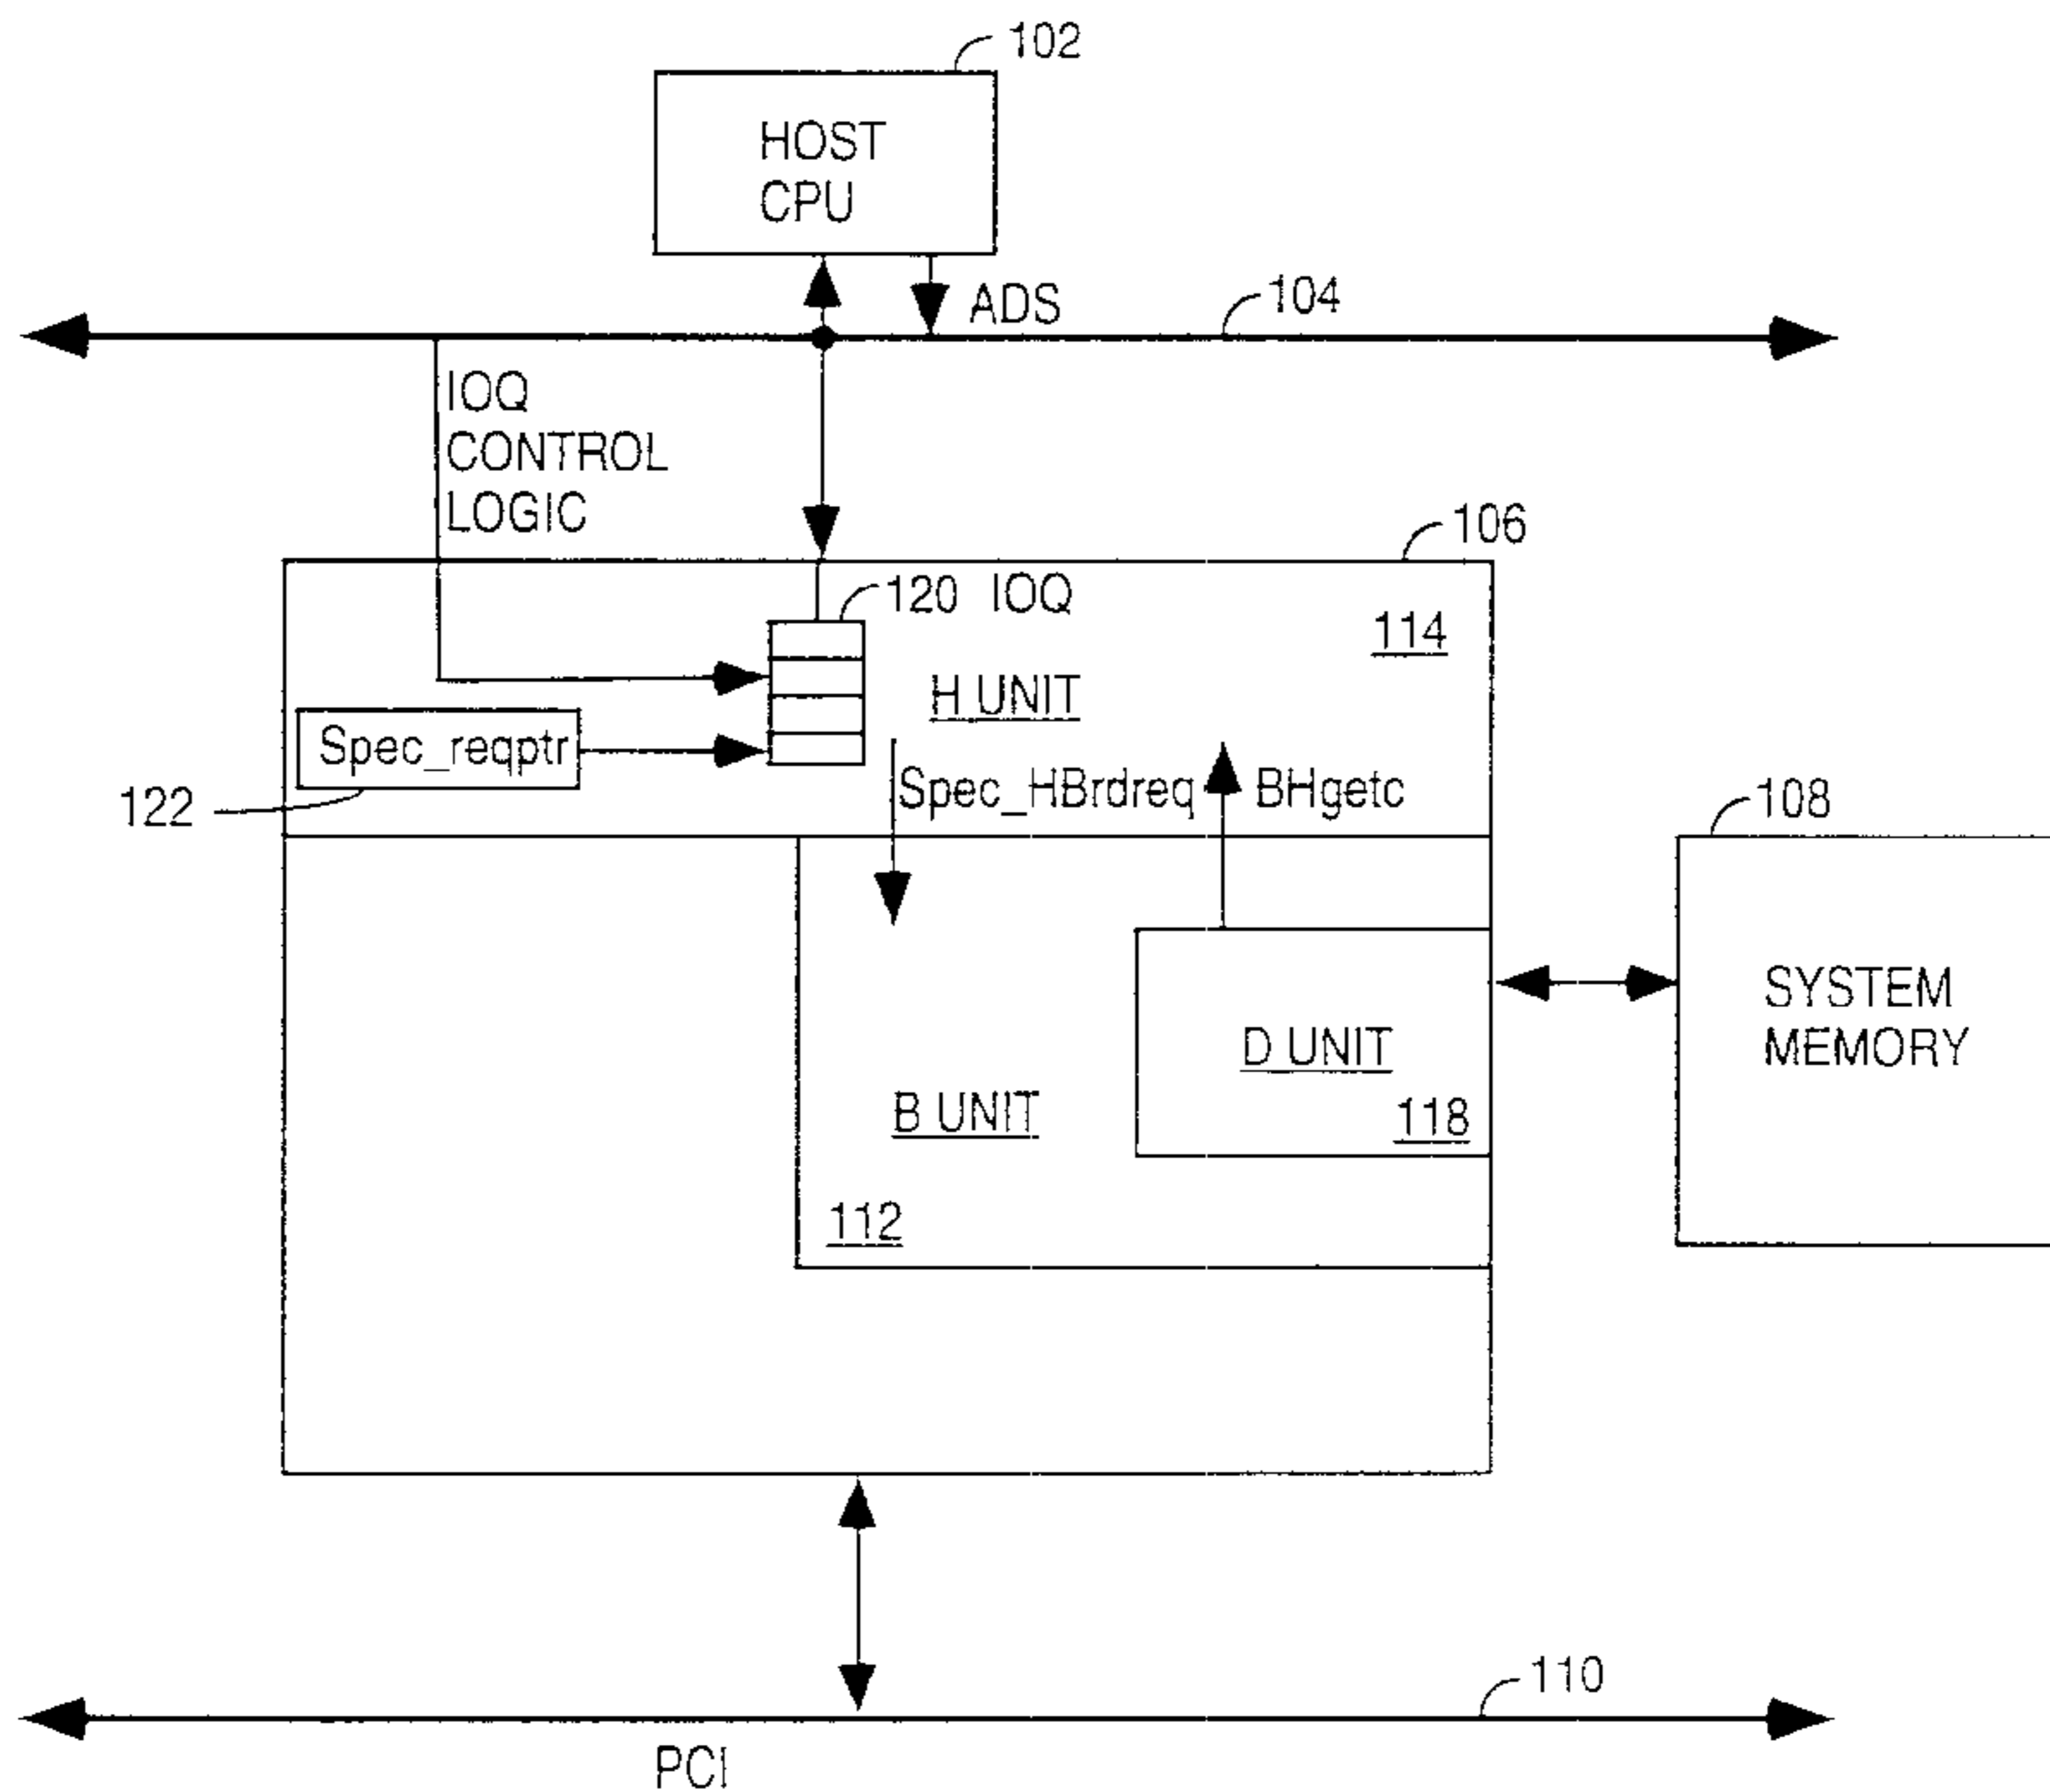 102
HOST
CPU
ADS
104
IOQ
CONTROL
LOGIC
106
120 IOQ
114
H UNIT
Spec_reqptr
122
Spec_HBrdreq
BHgetc
108
SYSTEM
MEMORY
D UNIT
118
B UNIT
112
110
PCI